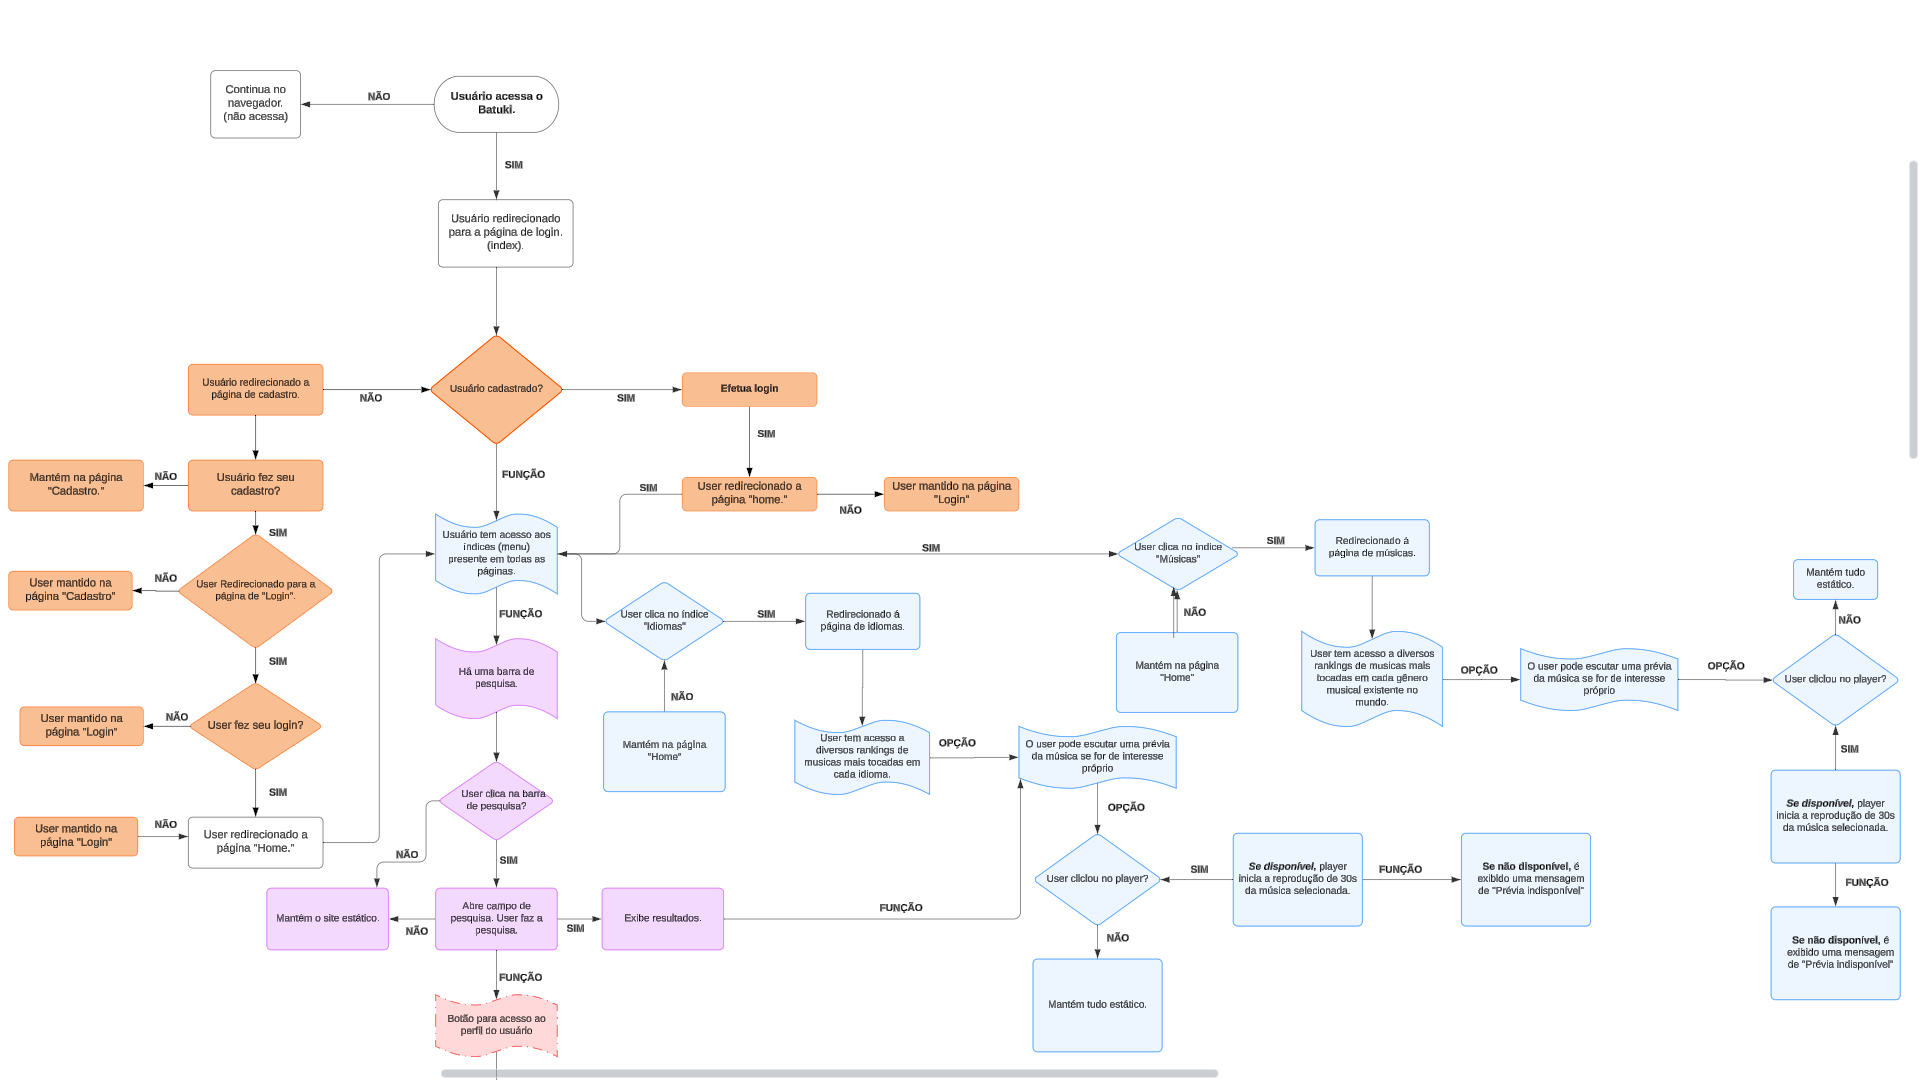 Continua no
navegador.
(não acessa)
NÃO
Usuário acessa o
Batuki.
SIM
Usuário redirecionado
para a página de login.
(index).
Usuário redirecionado a
página de cadastro.
NÃO
Usuário cadastrado?
SIM
Efetua login
SIM
FUNÇÃO
Mantém na página
"Cadastro."
NÃO
Usuário fez seu
cadastro?
SIM
User redirecionado a
página "home."
NÃO
User mantido na página
"Login"
SIM
Usuário tem acesso aos
índices (menu)
presente em todas as
páginas.
SIM
User clica no índice
"Músicas"
SIM
Redirecionado á
página de músicas.
User mantido na
página "Cadastro"
NÃO
User Redirecionado para a
página de "Login".
SIM
FUNÇÃO
User clica no índice
"Idiomas"
SIM
Redirecionado á
página de idiomas.
NÃO
Mantém na página
"Home"
Mantém tudo
estático.
NÃO
Há uma barra de
pesquisa.
NÃO
Mantém na página
"Home"
User tem acesso a diversos
rankings de musicas mais
tocadas em cada gênero
musical existente no
mundo.
OPÇÃO
O user pode escutar uma prévia
da música se for de interesse
próprio
OPÇÃO
User cliclou no player?
SIM
User mantido na
página "Login"
NÃO
User fez seu login?
SIM
User tem acesso a
diversos rankings de
musicas mais tocadas em
cada idioma.
OPÇÃO
O user pode escutar uma prévia
da música se for de interesse
próprio
OPÇÃO
User clica na barra
de pesquisa?
NÃO
SIM
User mantido na
página "Login"
NÃO
User redirecionado a
página "Home."
Se disponível, player
inicia a reprodução de 30s
da música selecionada.
FUNÇÃO
Se não disponível, é
exibido uma mensagem
de "Prévia indisponível"
User cliclou no player?
SIM
Se disponível, player
inicia a reprodução de 30s
da música selecionada.
FUNÇÃO
Se não disponível, é
exibido uma mensagem
de "Prévia indisponível"
NÃO
Mantém tudo estático.
Mantém o site estático.
NÃO
Abre campo de
pesquisa. User faz a
pesquisa.
SIM
Exibe resultados.
FUNÇÃO
FUNÇÃO
Botão para acesso ao
perfil do usuário